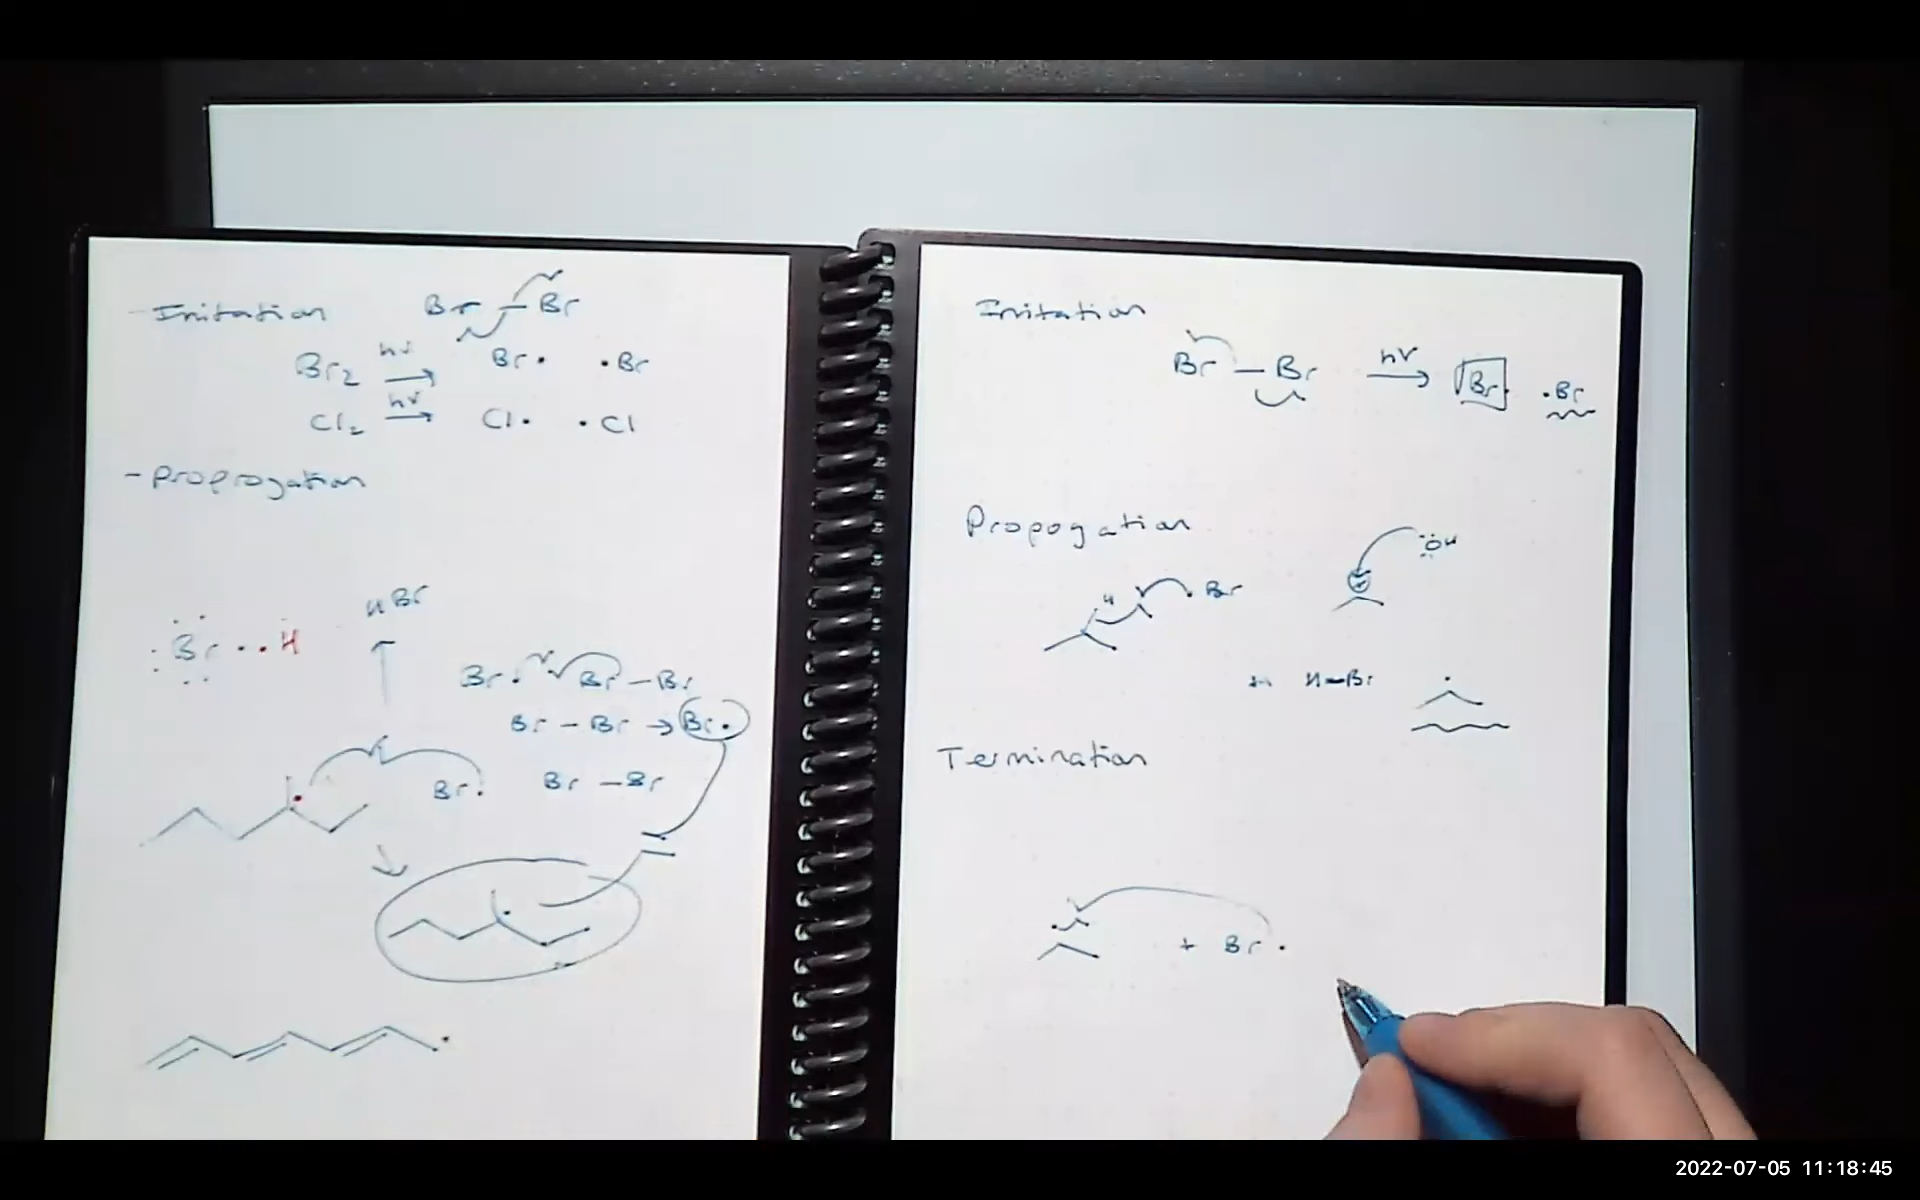 - Initation
Br - Br
Br2 hv → Br· ·Br
Cl2 hv → Cl· ·Cl
- Proprogation
HBr
:Br··H
Br· Br-Br
Br-Br → Br·
Br· Br-Br
Initation
Br-Br hv → Br· ·Br
Propogation
:OH
H ·Br
H-Br
Termination
+ Br·
2022-07-05 11:18:45